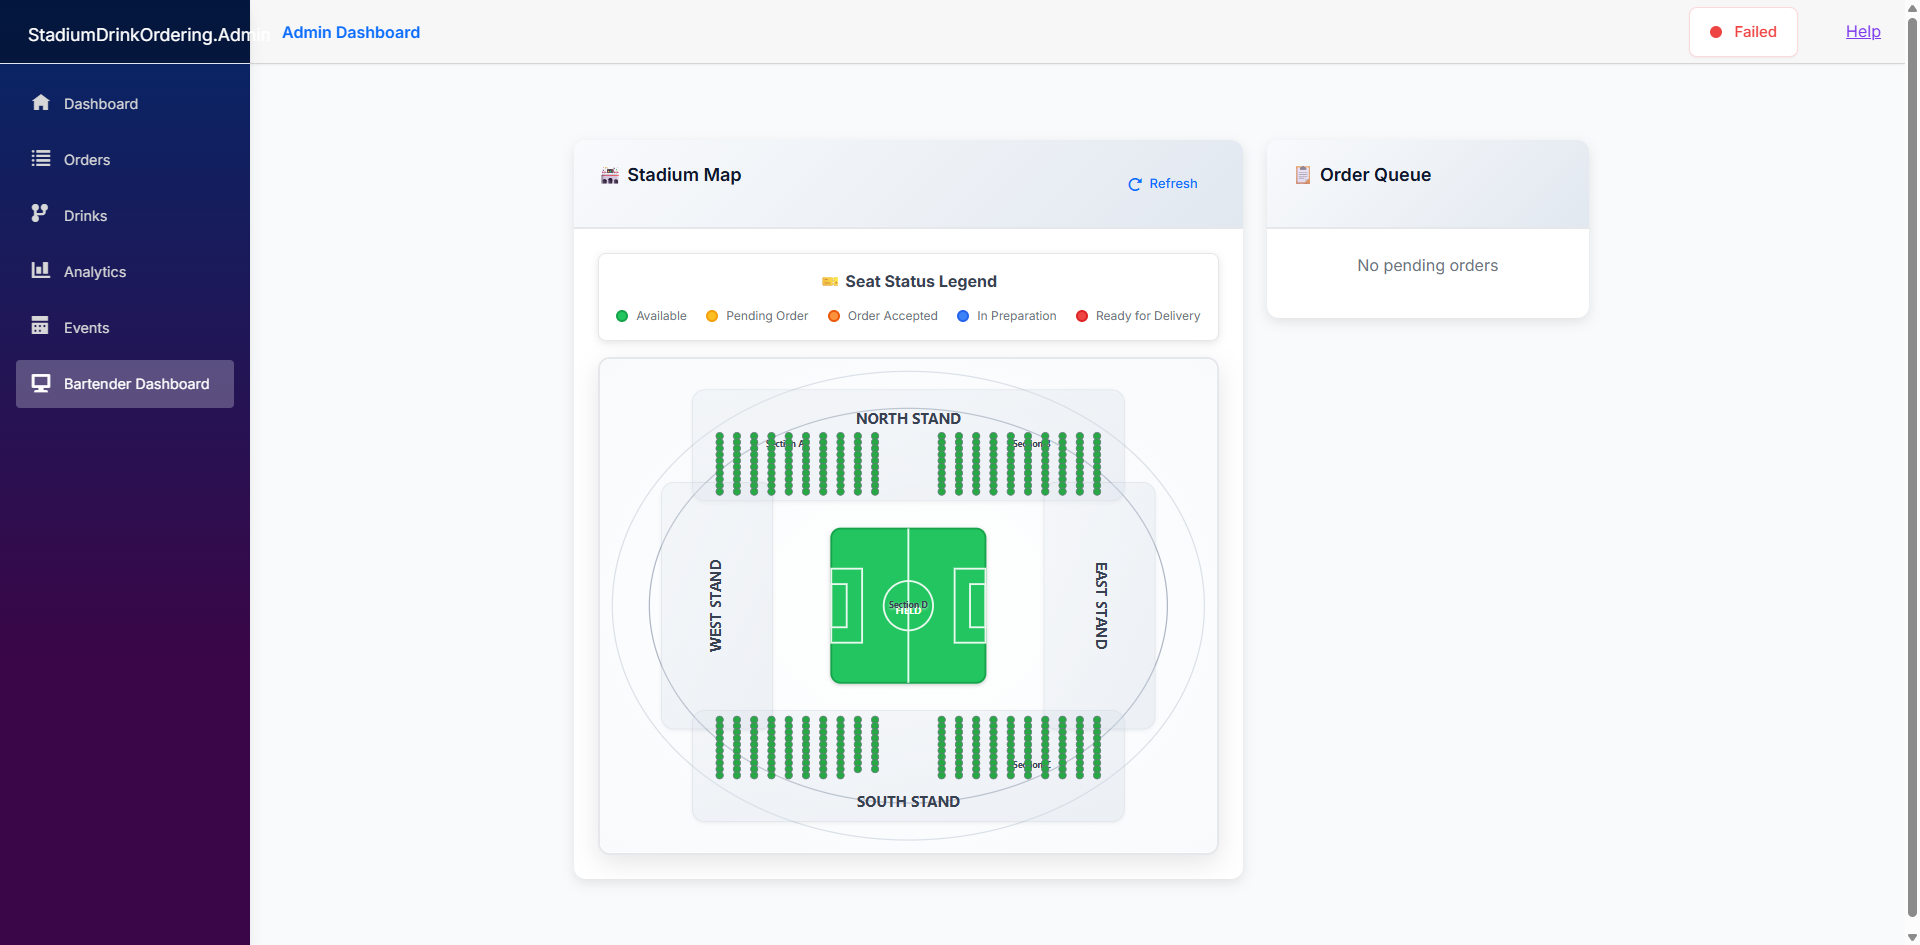 StadiumDrinkOrdering.Admin
Admin Dashboard
Failed
Help
Dashboard
Orders
Drinks
Analytics
Events
Bartender Dashboard
Stadium Map
Refresh
Seat Status Legend
Available
Pending Order
Order Accepted
In Preparation
Ready for Delivery
NORTH STAND
Section A
Section B
WEST STAND
Section D
FIELD
EAST STAND
Section C
SOUTH STAND
Order Queue
No pending orders